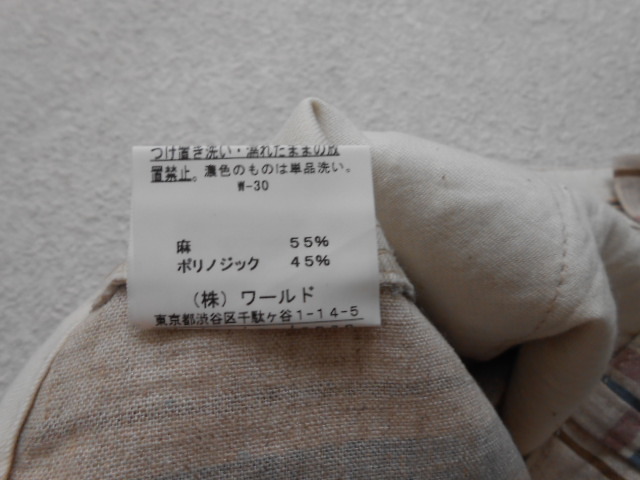 つけ置き洗い・濡れたままの放
置禁止。濃色のものは単品洗い。
W-30
麻 55%
ポリノジック 45%
(株)ワールド
東京都渋谷区千駄ヶ谷1-14-5